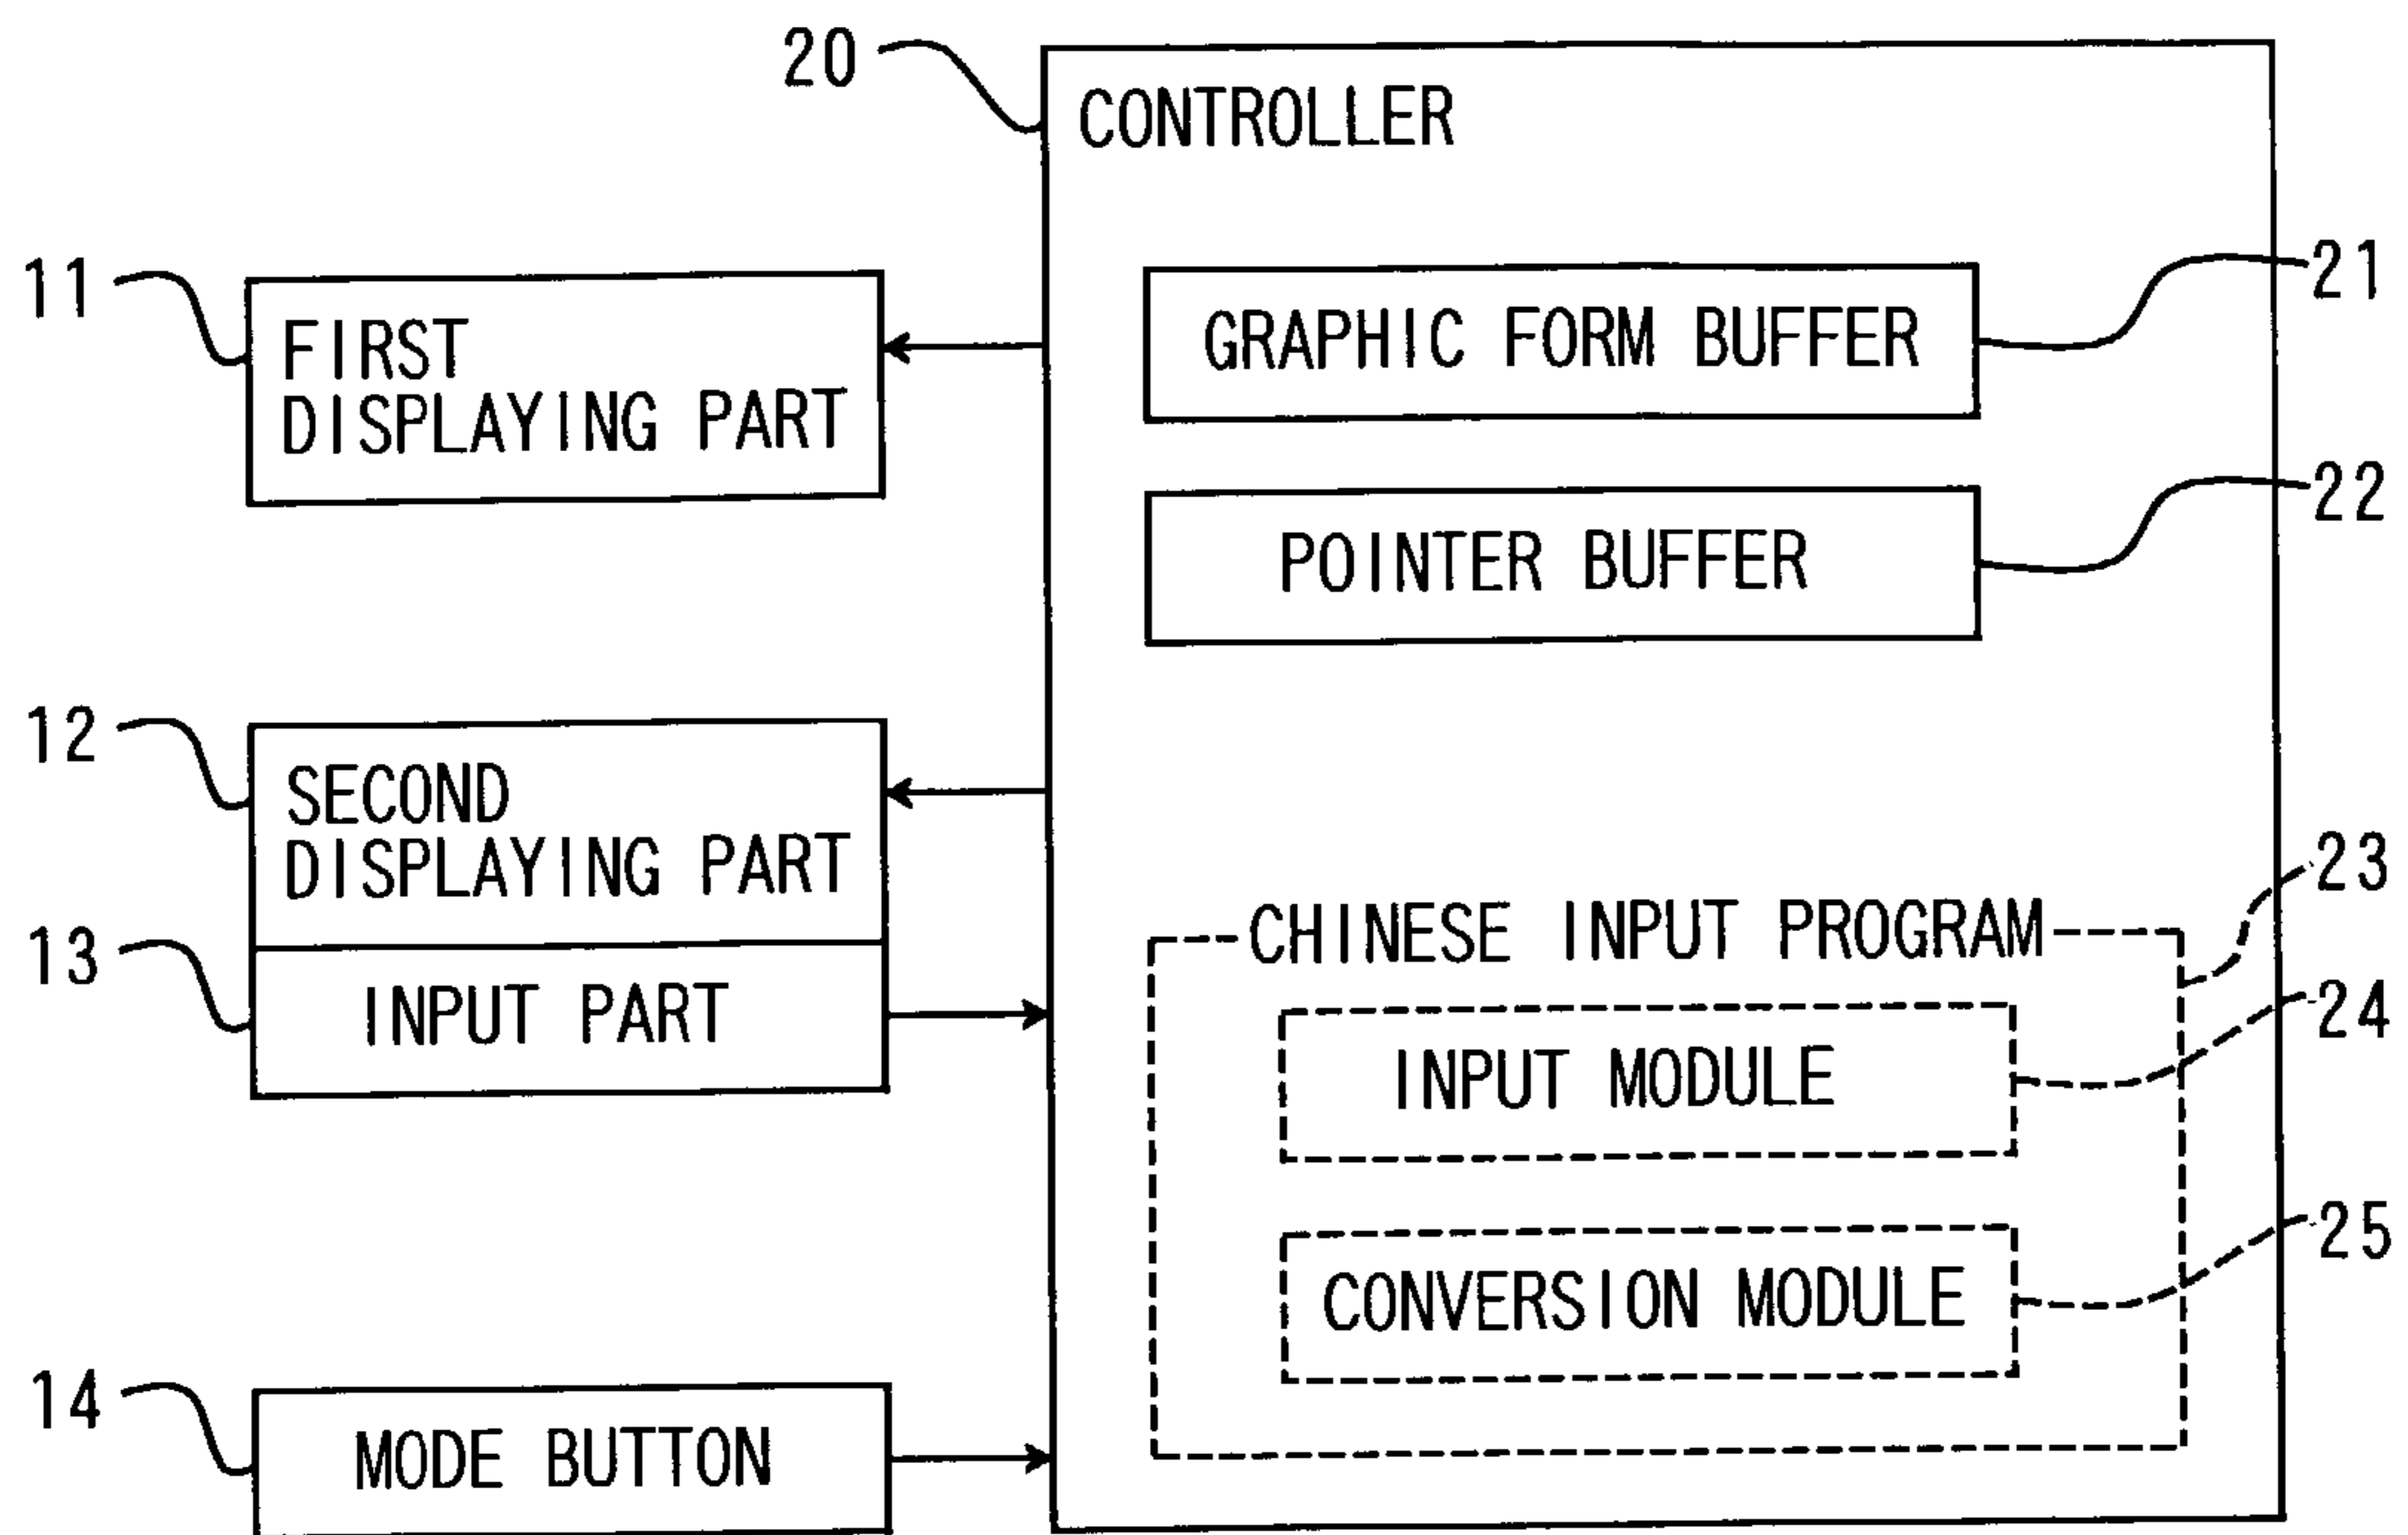 20
CONTROLLER
11
FIRST
DISPLAYING PART
GRAPHIC FORM BUFFER
21
POINTER BUFFER
22
12
SECOND
DISPLAYING PART
13
INPUT PART
CHINESE INPUT PROGRAM
23
INPUT MODULE
24
CONVERSION MODULE
25
14
MODE BUTTON